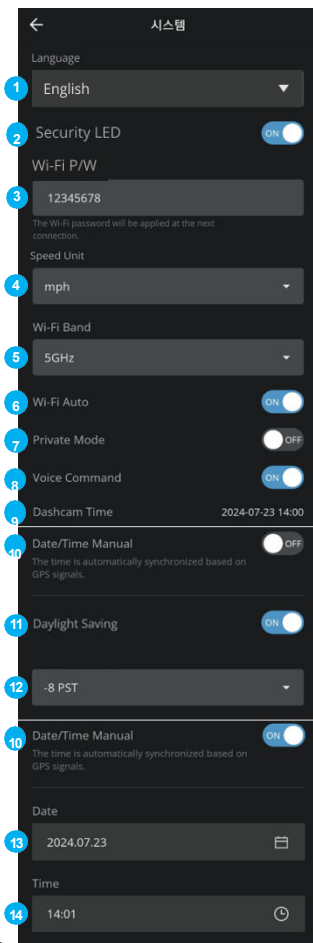 시스템
Language
1 English
2 Security LED ON
Wi-Fi P/W
3 12345678
The Wi-Fi password will be applied at the next
connection.
Speed Unit
4 mph
Wi-Fi Band
5 5GHz
6 Wi-Fi Auto ON
7 Private Mode OFF
8 Voice Command ON
9 Dashcam Time 2024-07-23 14:00
10 Date/Time Manual OFF
The time is automatically synchronized based on
GPS signals.
11 Daylight Saving ON
12 -8 PST
10 Date/Time Manual ON
The time is automatically synchronized based on
GPS signals.
Date
13 2024.07.23
Time
14 14:01